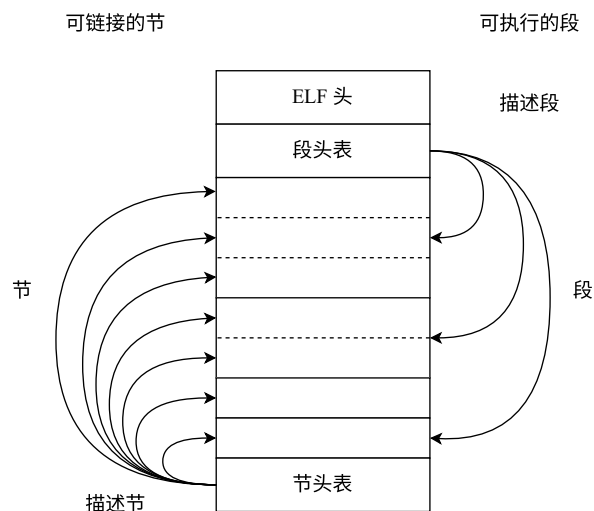 可链接的节
可执行的段
ELF 头
描述段
段头表
节
段
节头表
描述节